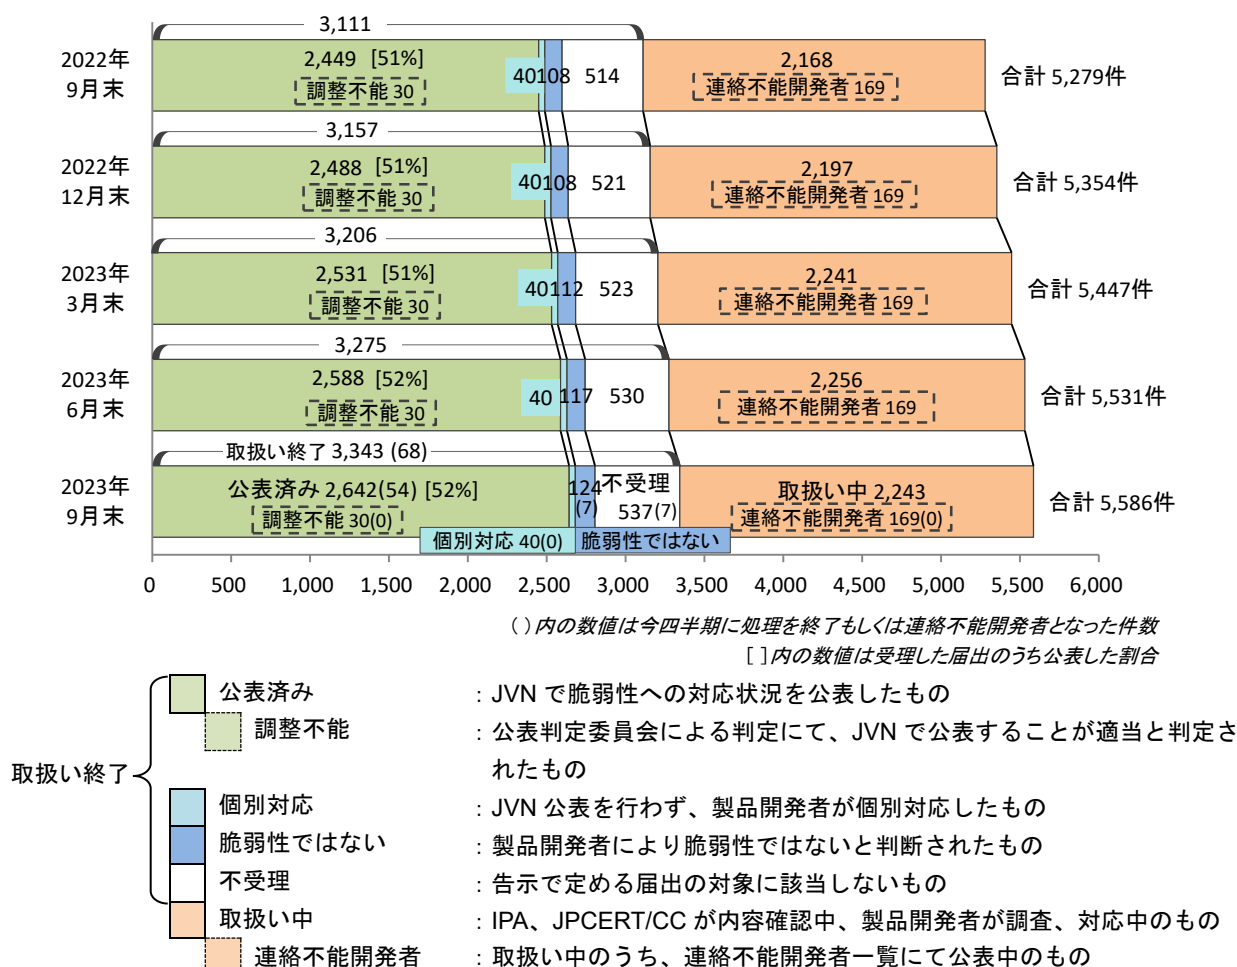 3,111
2022年
9月末
2,449 [51%]
調整不能 30
40
108
514
2,168
連絡不能開発者 169
合計 5,279件
3,157
2022年
12月末
2,488 [51%]
調整不能 30
40
108
521
2,197
連絡不能開発者 169
合計 5,354件
3,206
2023年
3月末
2,531 [51%]
調整不能 30
40
112
523
2,241
連絡不能開発者 169
合計 5,447件
3,275
2023年
6月末
2,588 [52%]
調整不能 30
40
117
530
2,256
連絡不能開発者 169
合計 5,531件
取扱い終了 3,343 (68)
2023年
9月末
公表済み 2,642(54) [52%]
調整不能 30(0)
124
(7)
不受理
537(7)
取扱い中 2,243
連絡不能開発者 169(0)
合計 5,586件
個別対応 40(0)
脆弱性ではない
0 500 1,000 1,500 2,000 2,500 3,000 3,500 4,000 4,500 5,000 5,500 6,000
( )内の数値は今四半期に処理を終了もしくは連絡不能開発者となった件数
[ ]内の数値は受理した届出のうち公表した割合
取扱い終了
公表済み : JVN で脆弱性への対応状況を公表したもの
調整不能 : 公表判定委員会による判定にて、JVN で公表することが適当と判定さ
れたもの
個別対応 : JVN 公表を行わず、製品開発者が個別対応したもの
脆弱性ではない : 製品開発者により脆弱性ではないと判断されたもの
不受理 : 告示で定める届出の対象に該当しないもの
取扱い中 : IPA、JPCERT/CC が内容確認中、製品開発者が調査、対応中のもの
連絡不能開発者 : 取扱い中のうち、連絡不能開発者一覧にて公表中のもの